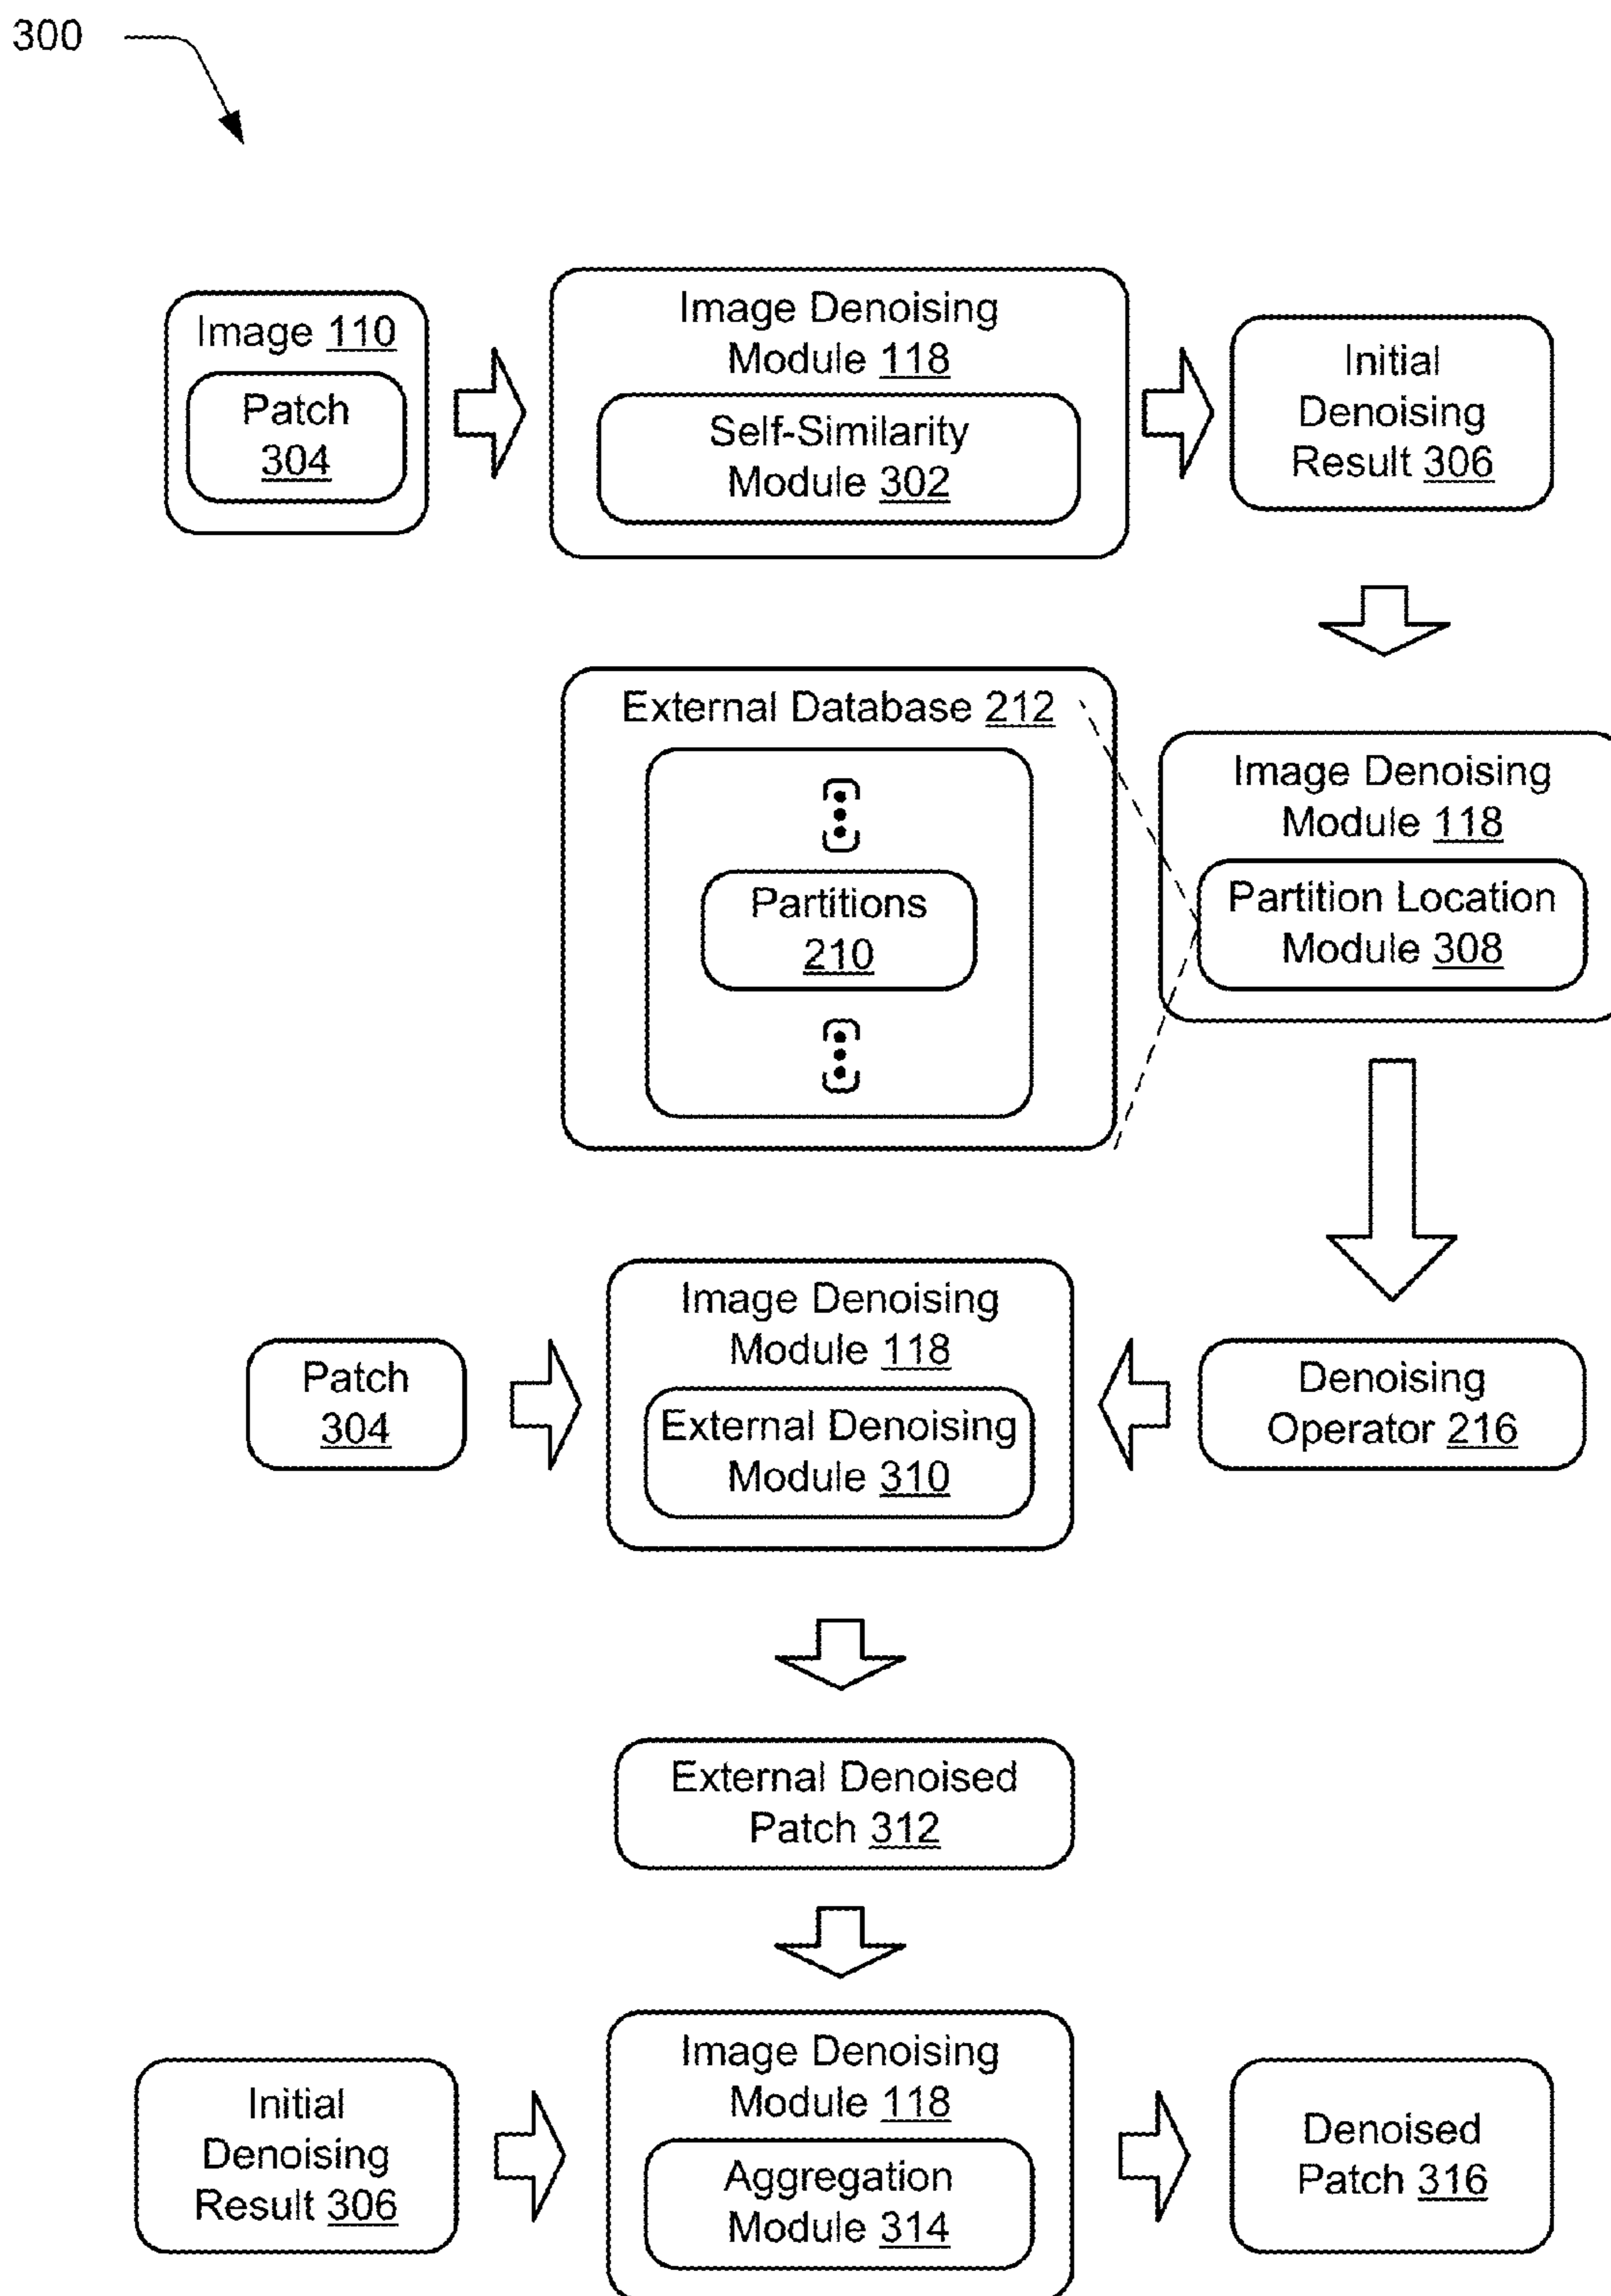 300
Image 110
Patch
304
Image Denoising
Module 118
Self-Similarity
Module 302
Initial
Denoising
Result 306
External Database 212
Partitions
210
Image Denoising
Module 118
Partition Location
Module 308
Patch
304
Image Denoising
Module 118
External Denoising
Module 310
Denoising
Operator 216
External Denoised
Patch 312
Initial
Denoising
Result 306
Image Denoising
Module 118
Aggregation
Module 314
Denoised
Patch 316